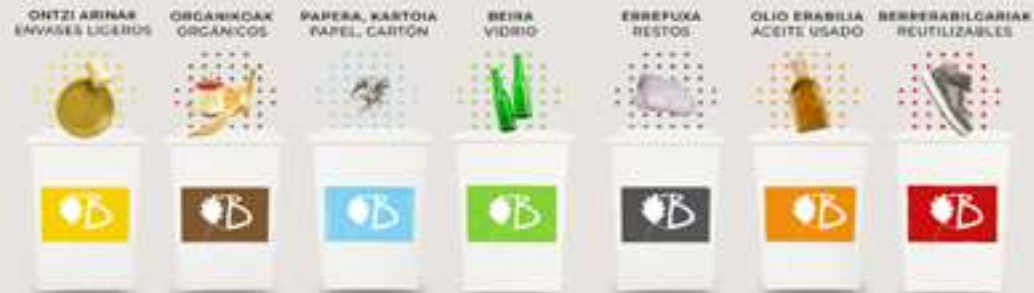 ONTZI ARINAK
ENVASES LIGEROS
ORGANIKOAK
ORGÁNICOS
PAPERA, KARTOIA
PAPEL, CARTÓN
BEIRA
VIDRIO
ERREFUXA
RESTOS
OLIO ERABILIA
ACEITE USADO
BERRERABILGARIAK
REUTILIZABLES
B
B
B
B
B
B
B